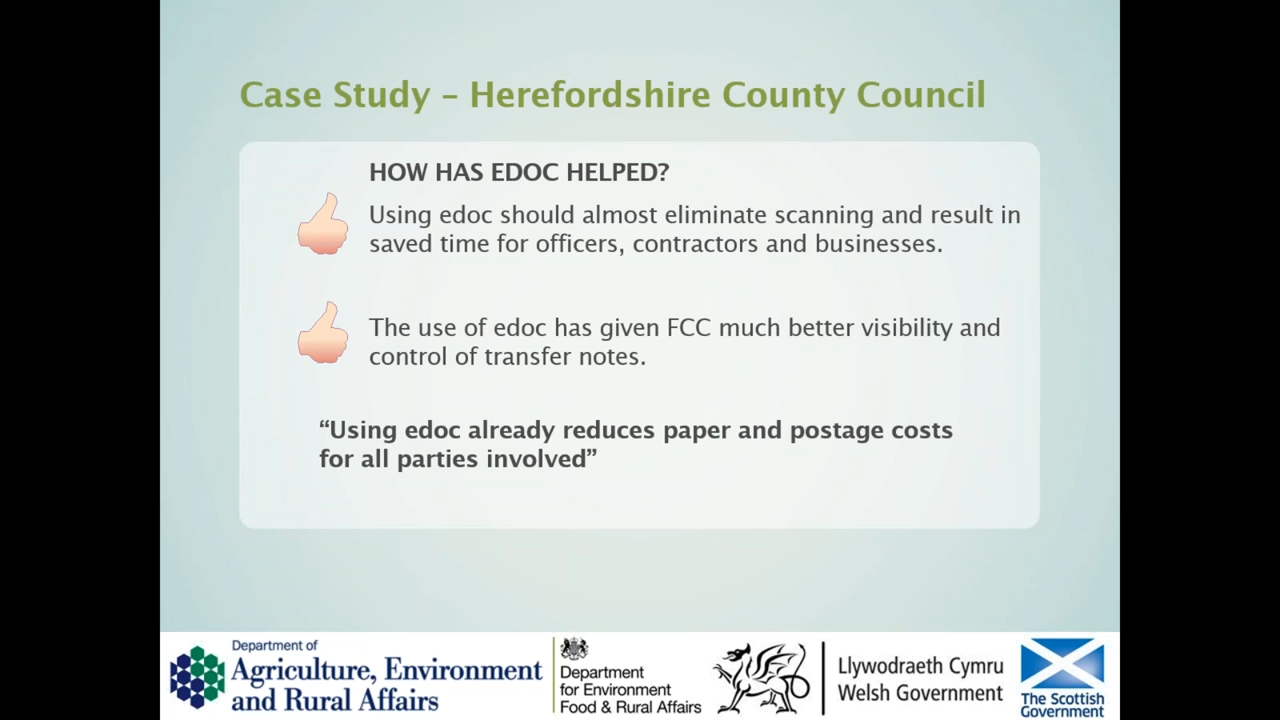 Case Study – Herefordshire County Council
HOW HAS EDOC HELPED?
Using edoc should almost eliminate scanning and result in
saved time for officers, contractors and businesses.
The use of edoc has given FCC much better visibility and
control of transfer notes.
“Using edoc already reduces paper and postage costs
for all parties involved”
Department of
Agriculture, Environment
and Rural Affairs
Department
for Environment
Food & Rural Affairs
Llywodraeth Cymru
Welsh Government
The Scottish
Government